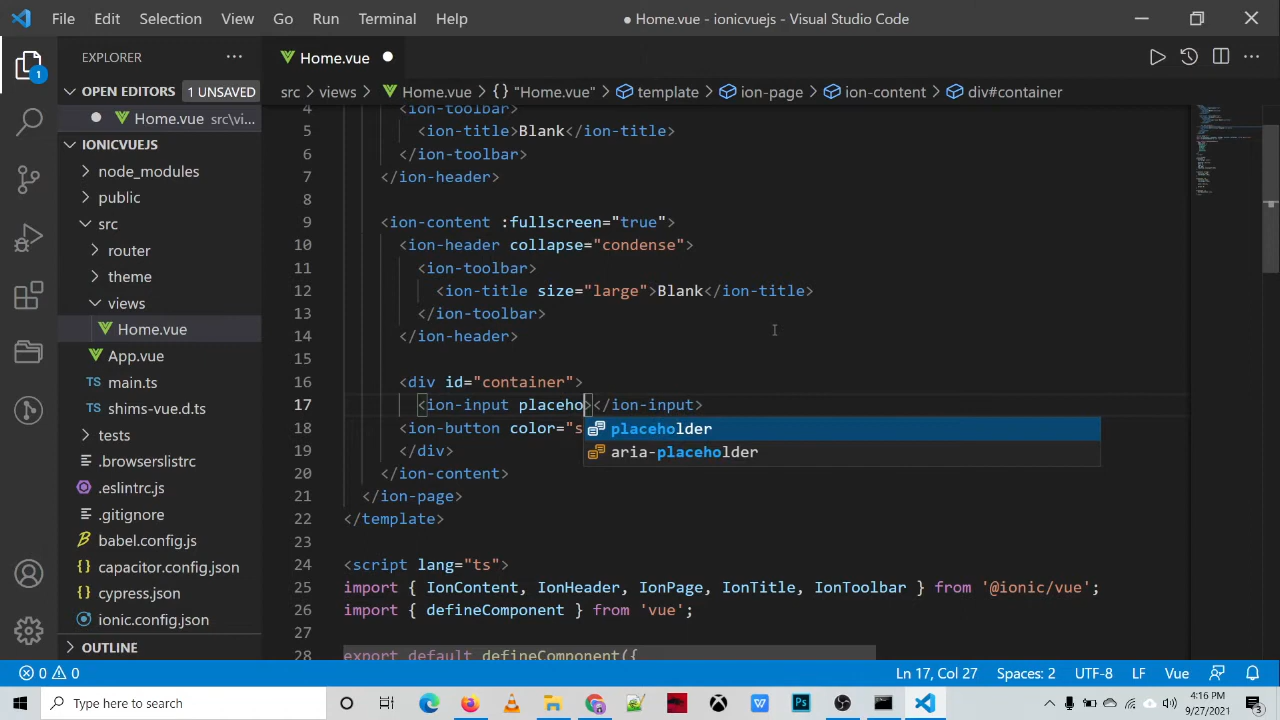 File Edit Selection View Go Run Terminal Help
● Home.vue - ionicvuejs - Visual Studio Code
EXPLORER
Home.vue
OPEN EDITORS 1 UNSAVED
src > views > Home.vue > {} "Home.vue" > template > ion-page > ion-content > div#container
Home.vue src\vi...
IONICVUEJS
node_modules
public
src
router
theme
views
Home.vue
App.vue
TS main.ts
TS shims-vue.d.ts
tests
.browserslistrc
.eslintrc.js
.gitignore
babel.config.js
{} capacitor.config.json
{} cypress.json
{} ionic.config.json
OUTLINE
4 <ion-toolbar>
5 <ion-title>Blank</ion-title>
6 </ion-toolbar>
7 </ion-header>
8
9 <ion-content :fullscreen="true">
10 <ion-header collapse="condense">
11 <ion-toolbar>
12 <ion-title size="large">Blank</ion-title>
13 </ion-toolbar>
14 </ion-header>
15
16 <div id="container">
17 <ion-input placeho></ion-input>
18 <ion-button color="s
placeholder
aria-placeholder
19 </div>
20 </ion-content>
21 </ion-page>
22 </template>
23
24 <script lang="ts">
25 import { IonContent, IonHeader, IonPage, IonTitle, IonToolbar } from '@ionic/vue';
26 import { defineComponent } from 'vue';
27
28 export default defineComponent({
1
0 0 Ln 17, Col 27 Spaces: 2 UTF-8 LF Vue
Type here to search
4:16 PM
9/27/2021
3